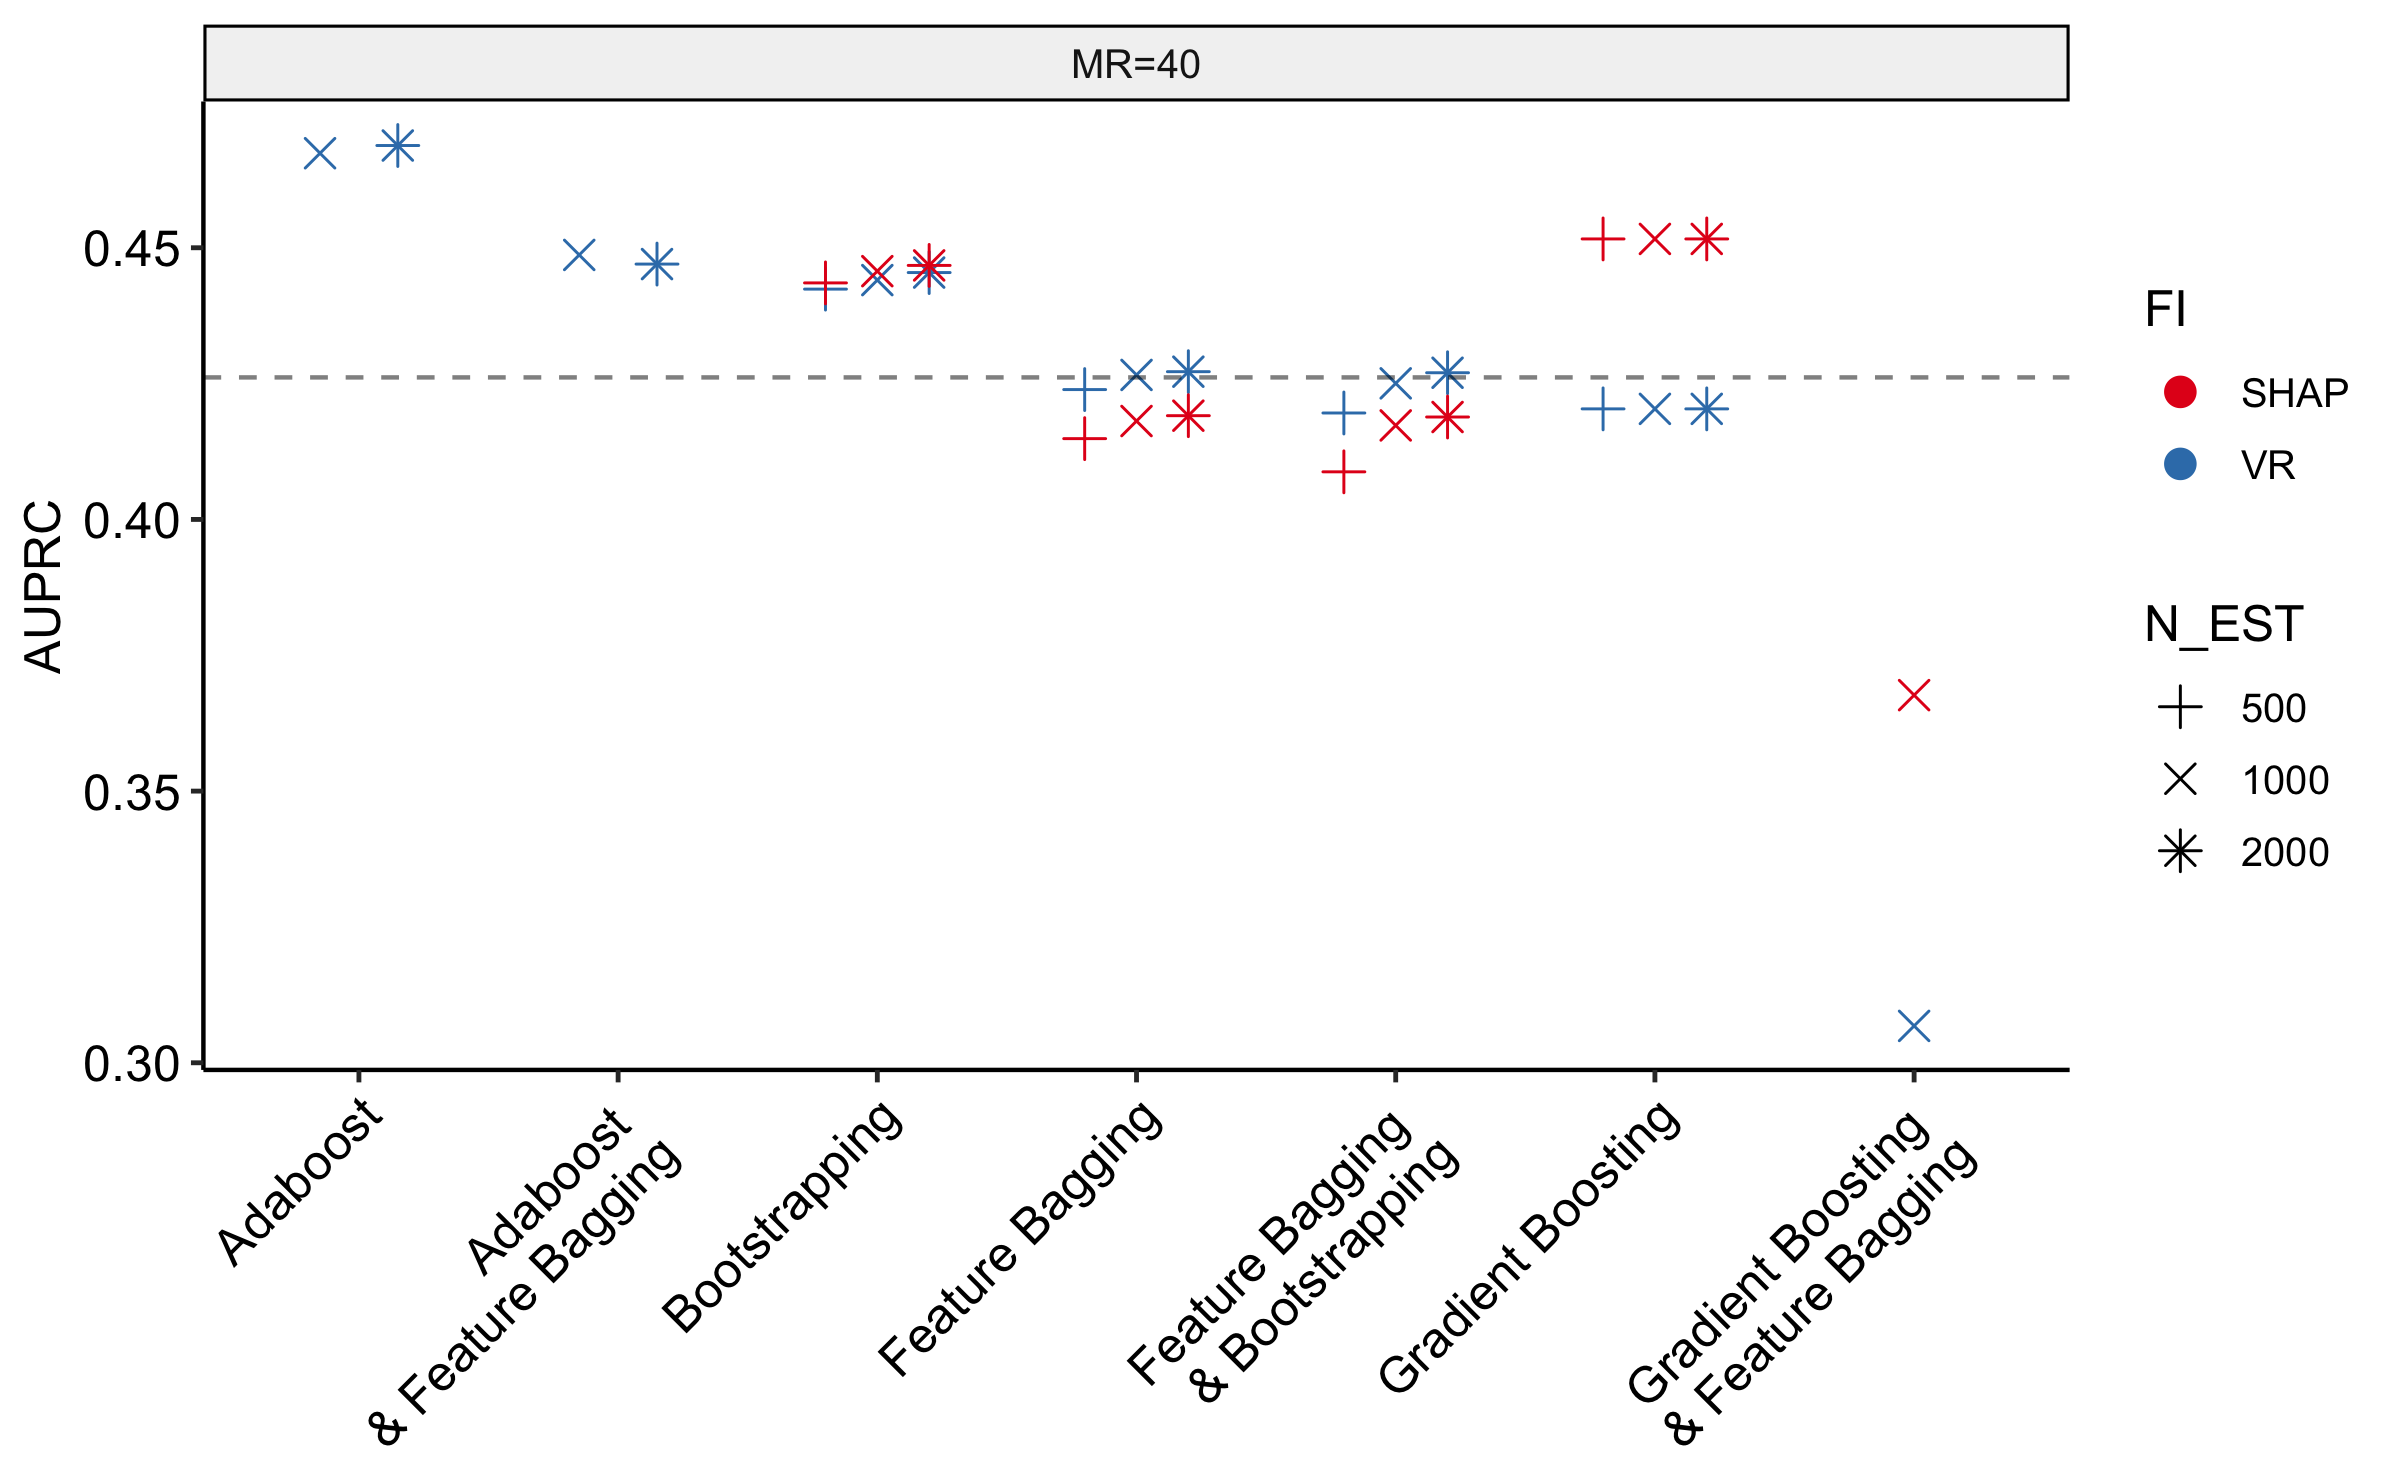 MR=40
AUPRC
0.45
0.40
0.35
0.30
Adaboost
Adaboost
& Feature Bagging
Bootstrapping
Feature Bagging
Feature Bagging
& Bootstrapping
Gradient Boosting
Gradient Boosting
& Feature Bagging
FI
SHAP
VR
N_EST
500
1000
2000